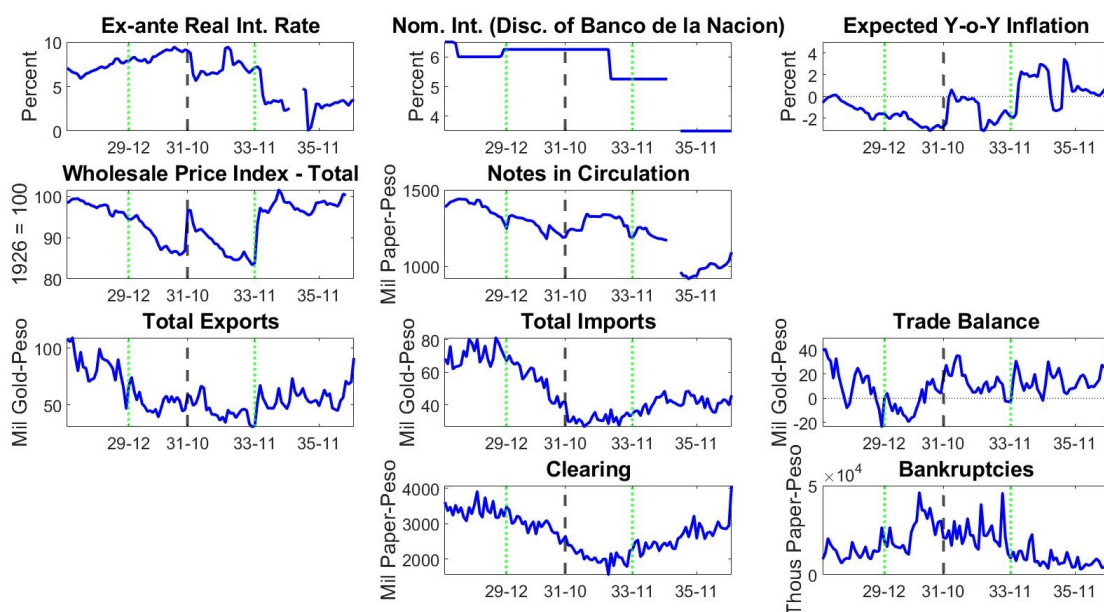 Ex-ante Real Int. Rate
Percent
10
5
0
29-12 31-10 33-11 35-11
Nom. Int. (Disc. of Banco de la Nacion)
Percent
6
5
4
29-12 31-10 33-11 35-11
Expected Y-o-Y Inflation
Percent
4
2
0
-2
29-12 31-10 33-11 35-11
Wholesale Price Index - Total
1926 = 100
100
90
80
29-12 31-10 33-11 35-11
Notes in Circulation
Mil Paper-Peso
1500
1000
29-12 31-10 33-11 35-11
Total Exports
Mil Gold-Peso
100
50
29-12 31-10 33-11 35-11
Total Imports
Mil Gold-Peso
80
60
40
29-12 31-10 33-11 35-11
Trade Balance
Mil Gold-Peso
40
20
0
-20
29-12 31-10 33-11 35-11
Clearing
Mil Paper-Peso
4000
3000
2000
29-12 31-10 33-11 35-11
Bankruptcies
Thous Paper-Peso
×10⁴
5
0
29-12 31-10 33-11 35-11